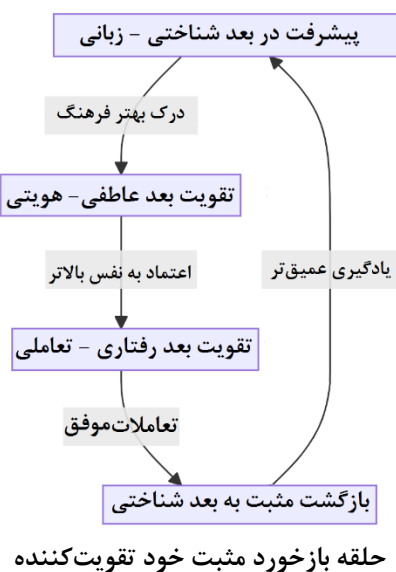 پیشرفت در بعد شناختی - زبانی
درک بهتر فرهنگ
تقویت بعد عاطفی- هویتی
اعتماد به نفس بالاتر
یادگیری عمیق‌تر
تقویت بعد رفتاری - تعاملی
تعاملات‌موفق
بازگشت مثبت به بعد شناختی
حلقه بازخورد مثبت خود تقویت‌کننده